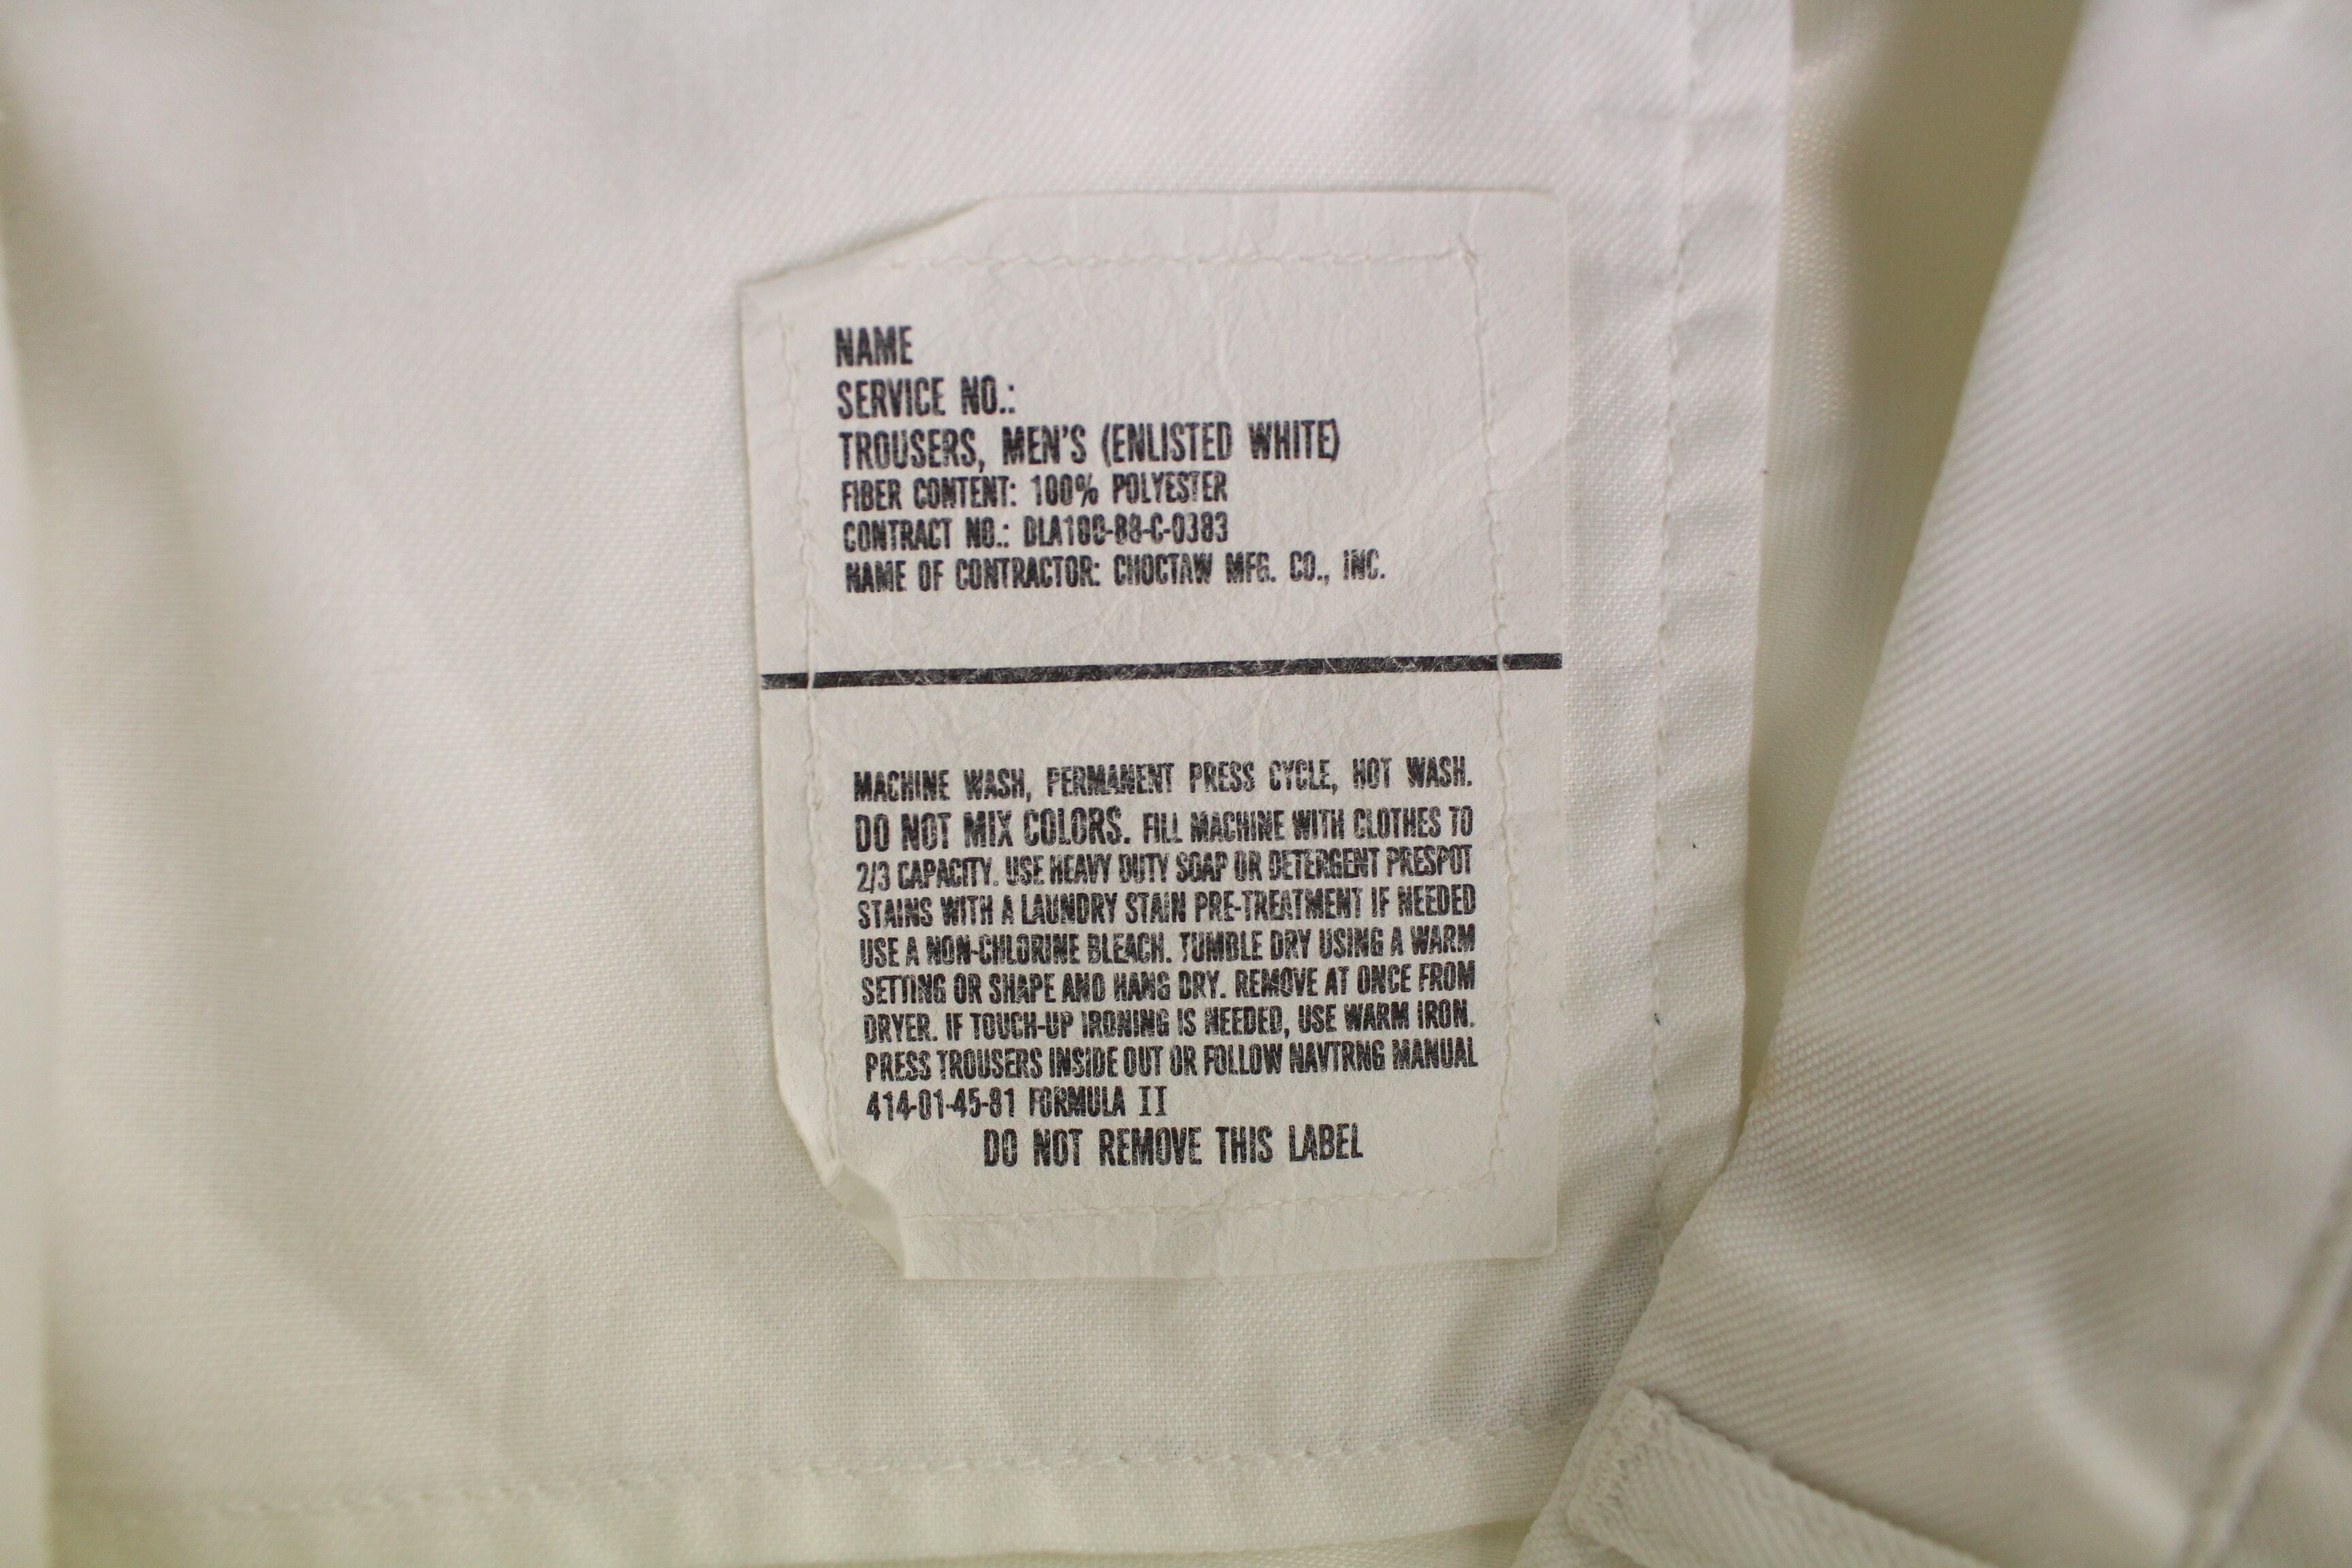 NAME
SERVICE NO.:
TROUSERS, MEN'S (ENLISTED WHITE)
FIBER CONTENT: 100% POLYESTER
CONTRACT NO.: DLA100-88-C-0383
NAME OF CONTRACTOR: CHOCTAW MFG. CO., INC.
MACHINE WASH, PERMANENT PRESS CYCLE, HOT WASH.
DO NOT MIX COLORS. FILL MACHINE WITH CLOTHES TO
2/3 CAPACITY. USE HEAVY DUTY SOAP OR DETERGENT PRESPOT
STAINS WITH A LAUNDRY STAIN PRE-TREATMENT IF NEEDED
USE A NON-CHLORINE BLEACH. TUMBLE DRY USING A WARM
SETTING OR SHAPE AND HANG DRY. REMOVE AT ONCE FROM
DRYER. IF TOUCH-UP IRONING IS NEEDED, USE WARM IRON.
PRESS TROUSERS INSIDE OUT OR FOLLOW NAVTRNG MANUAL
414-01-45-81 FORMULA II
DO NOT REMOVE THIS LABEL